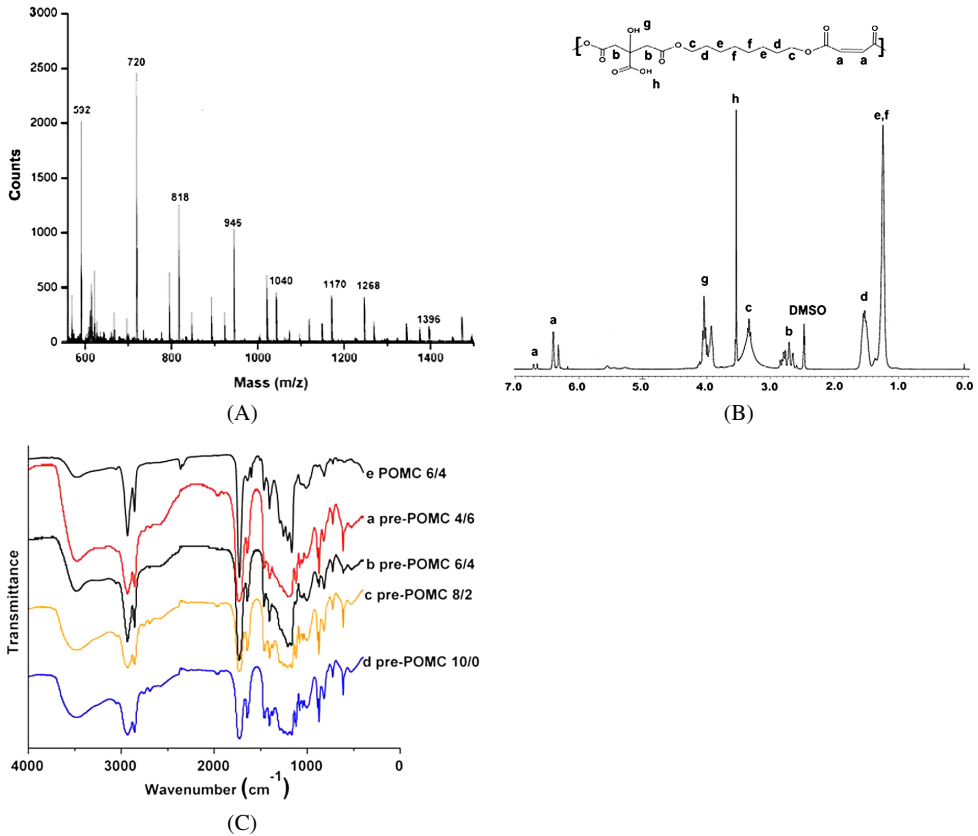 3000
2500
2000
1500
1000
500
0
Counts
592
720
818
945
1040
1170
1268
1396
600 800 1000 1200 1400
Mass (m/z)
(A)
g
OH
O O O O O O
b b
c e f d
d f e c
a a
OH
h
h
e,f
g
c
DMSO
d
a
a
b
7.0 6.0 5.0 4.0 3.0 2.0 1.0 0.0
(B)
Transmittance
e POMC 6/4
a pre-POMC 4/6
b pre-POMC 6/4
c pre-POMC 8/2
d pre-POMC 10/0
4000 3000 2000 1000 0
Wavenumber (cm-1)
(C)